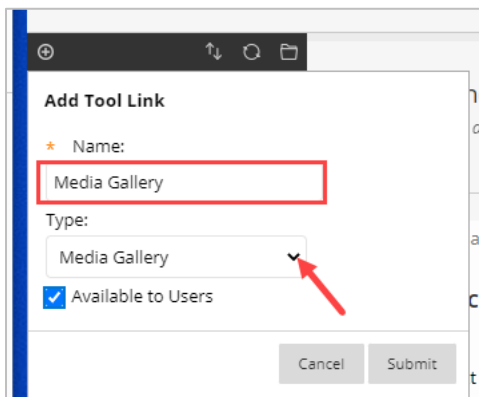 Add Tool Link
* Name:
Media Gallery
Type:
Media Gallery
Available to Users
Cancel Submit